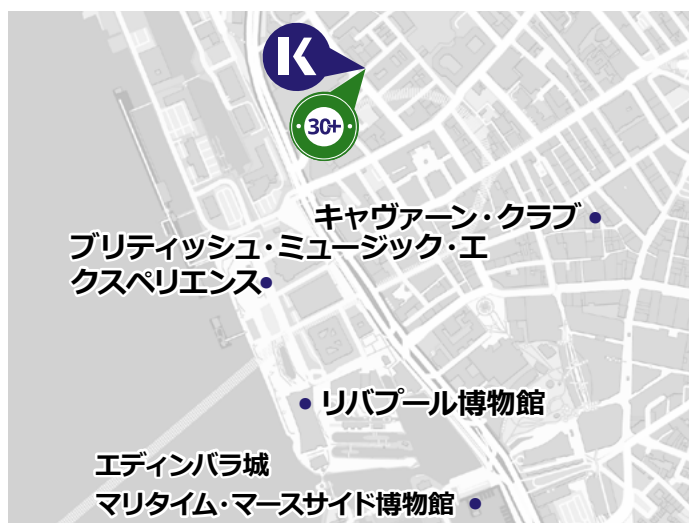 K
30+
キャヴァーン・クラブ
ブリティッシュ・ミュージック・エ
クスペリエンス
リバプール博物館
エディンバラ城
マリタイム・マースサイド博物館